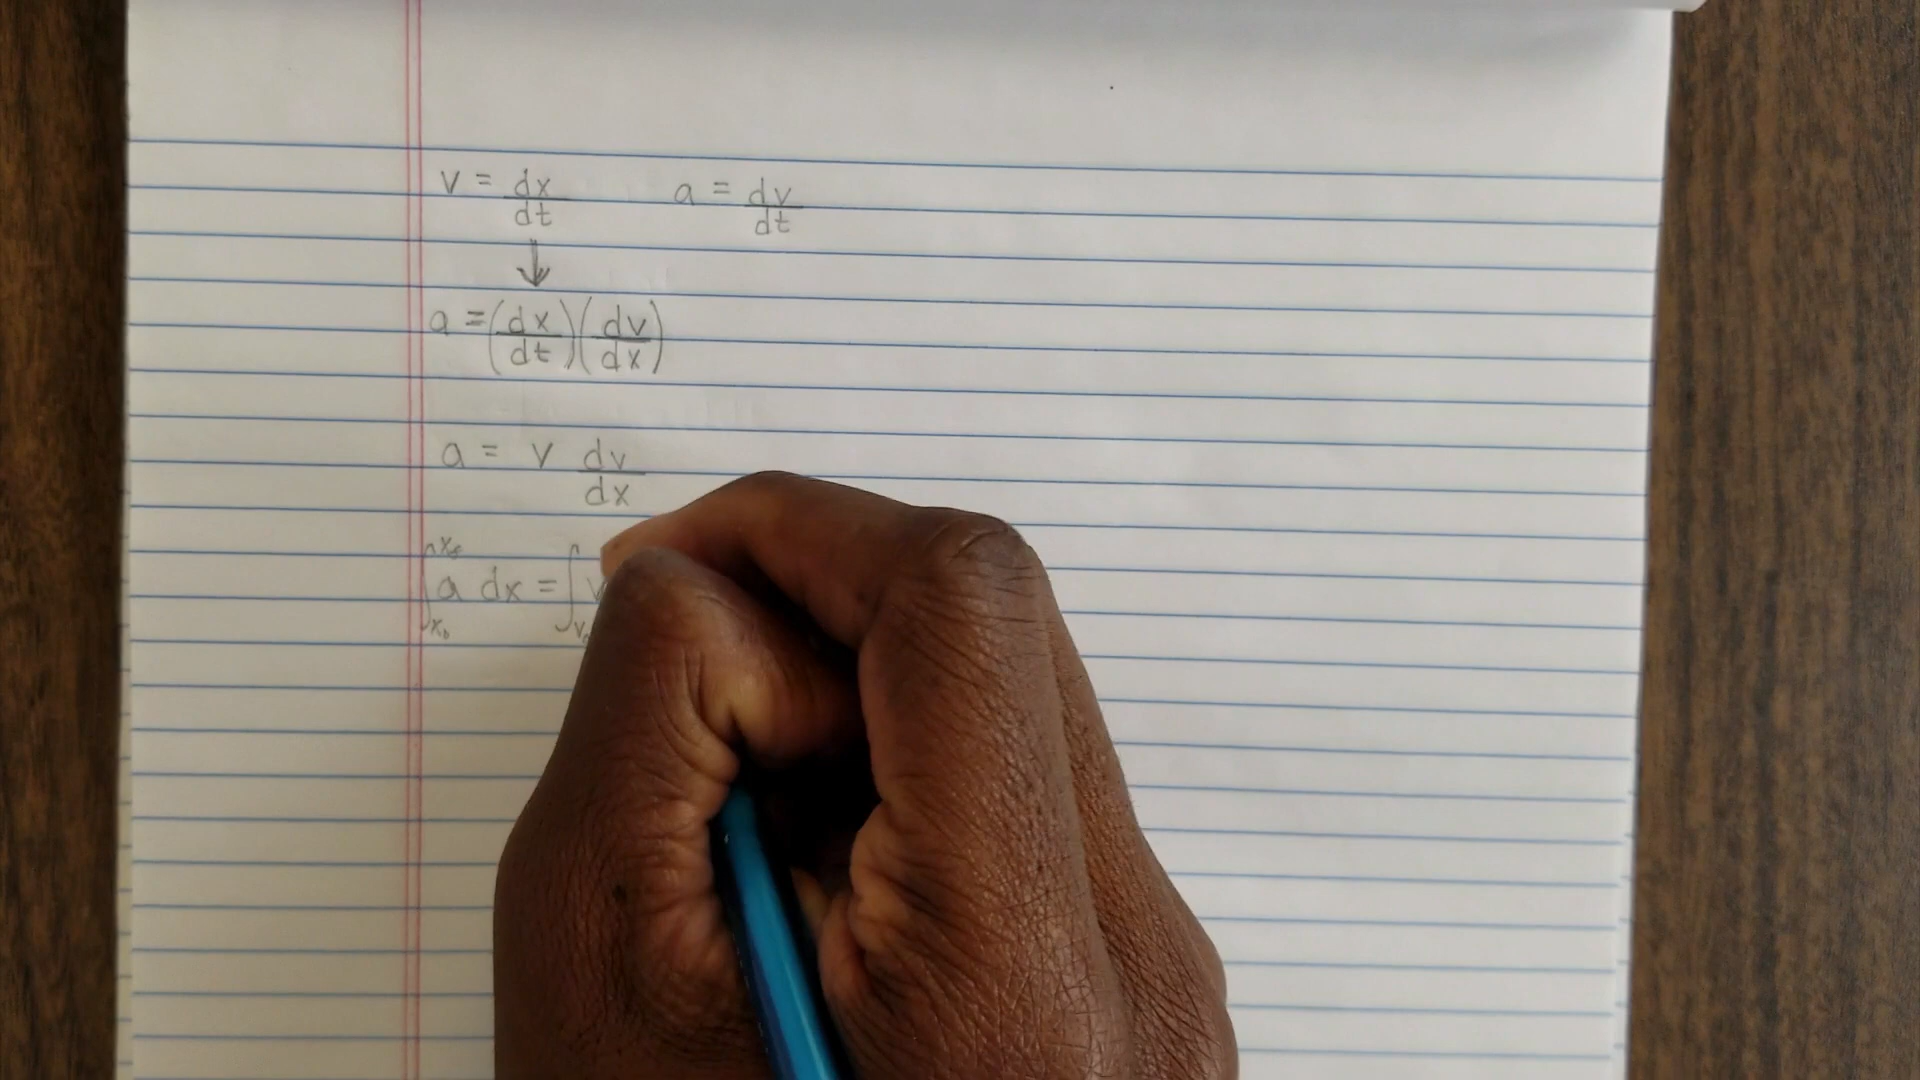 v = dx/dt a = dv/dt
↓
a = (dx/dt)(dv/dx)
a = v dv/dx
∫_{x₀}^{x_f} a dx = ∫_{v₀} v